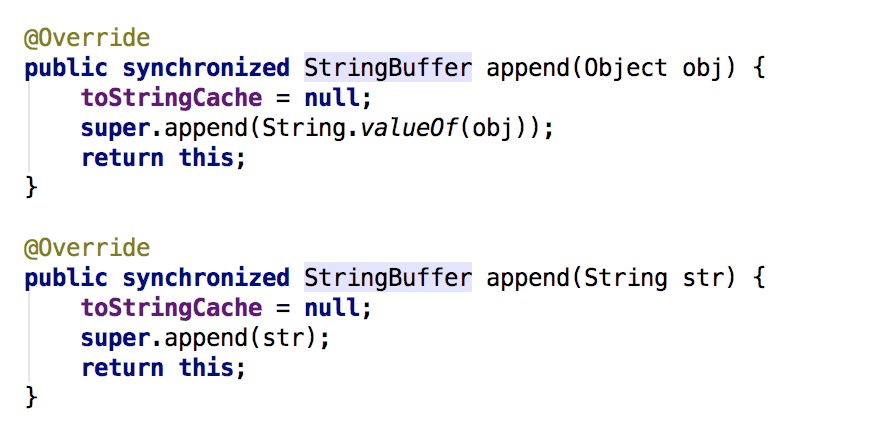 @Override
public synchronized StringBuffer append(Object obj) {
    toStringCache = null;
    super.append(String.valueOf(obj));
    return this;
}

@Override
public synchronized StringBuffer append(String str) {
    toStringCache = null;
    super.append(str);
    return this;
}